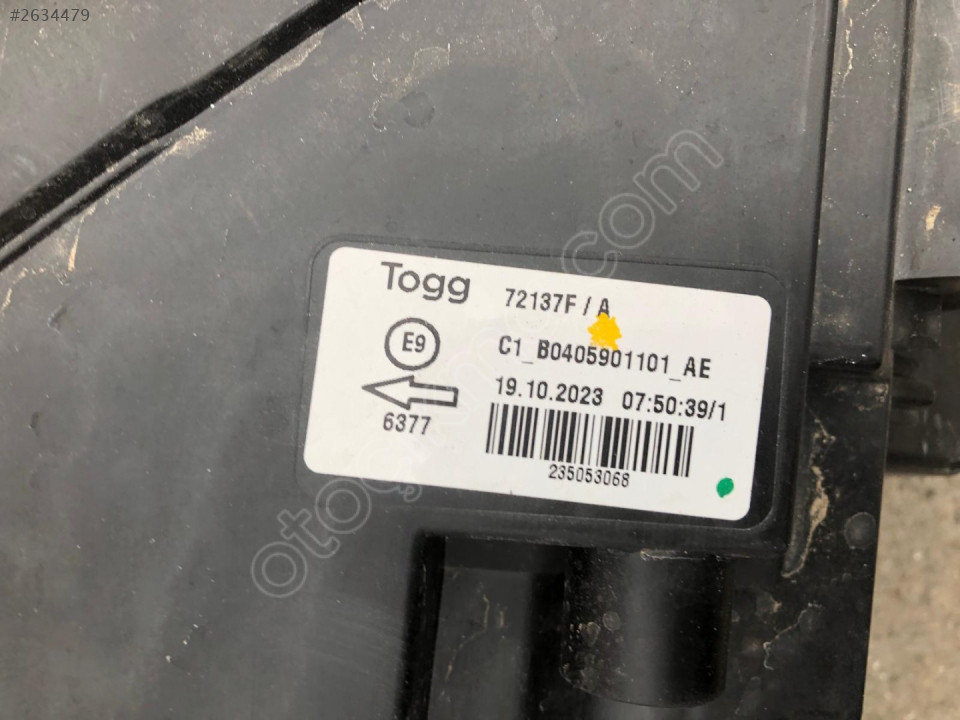 #2634479
Togg
72137F / A
E9
C1_B0405901101_AE
19.10.2023 07:50:39/1
6377
235053068